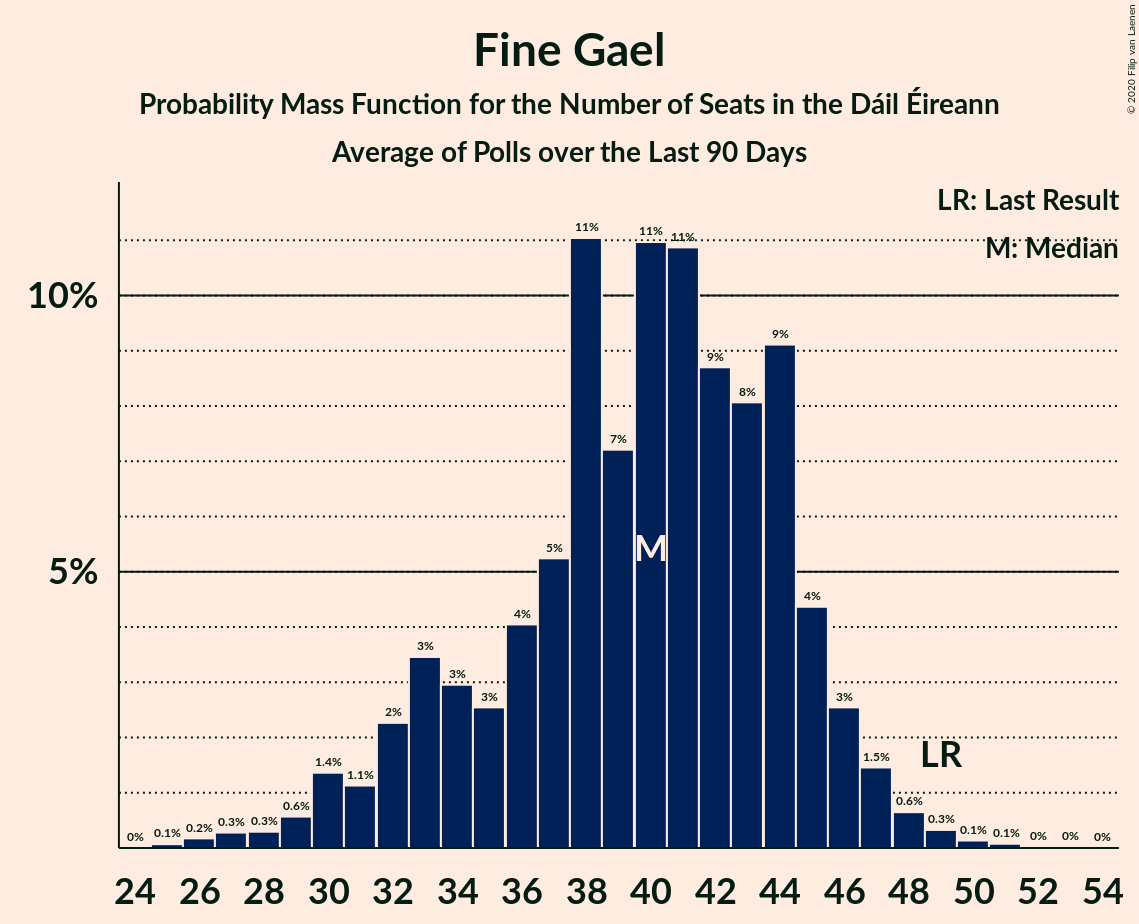 Fine Gael
Probability Mass Function for the Number of Seats in the Dáil Éireann
Average of Polls over the Last 90 Days
© 2020 Filip van Laenen
LR: Last Result
M: Median
10%
5%
0% 0.1% 0.2% 0.3% 0.3% 0.6% 1.4% 1.1% 2% 3% 3% 3% 4% 5% 11% 7% 11% 11% 9% 8% 9% 4% 3% 1.5% 0.6% 0.3% 0.1% 0.1% 0% 0% 0%
M
LR
24 26 28 30 32 34 36 38 40 42 44 46 48 50 52 54